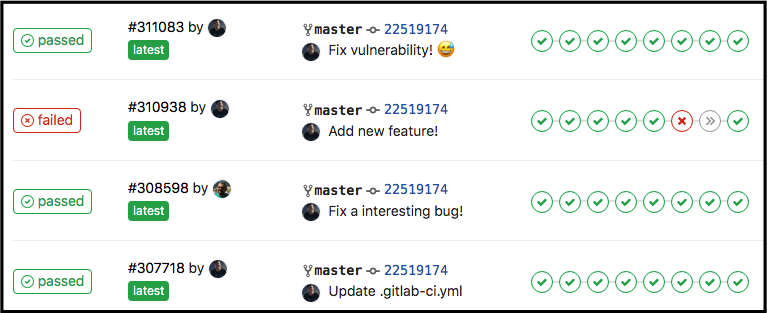 passed
#311083 by
latest
master 22519174
Fix vulnerability! 😅
failed
#310938 by
latest
master 22519174
Add new feature!
passed
#308598 by
latest
master 22519174
Fix a interesting bug!
passed
#307718 by
latest
master 22519174
Update .gitlab-ci.yml